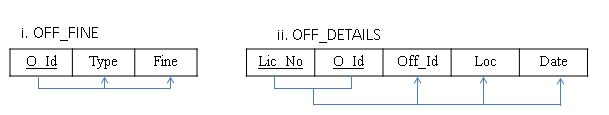 i. OFF_FINE
O_Id Type Fine
ii. OFF_DETAILS
Lic_No O_Id Off_Id Loc Date